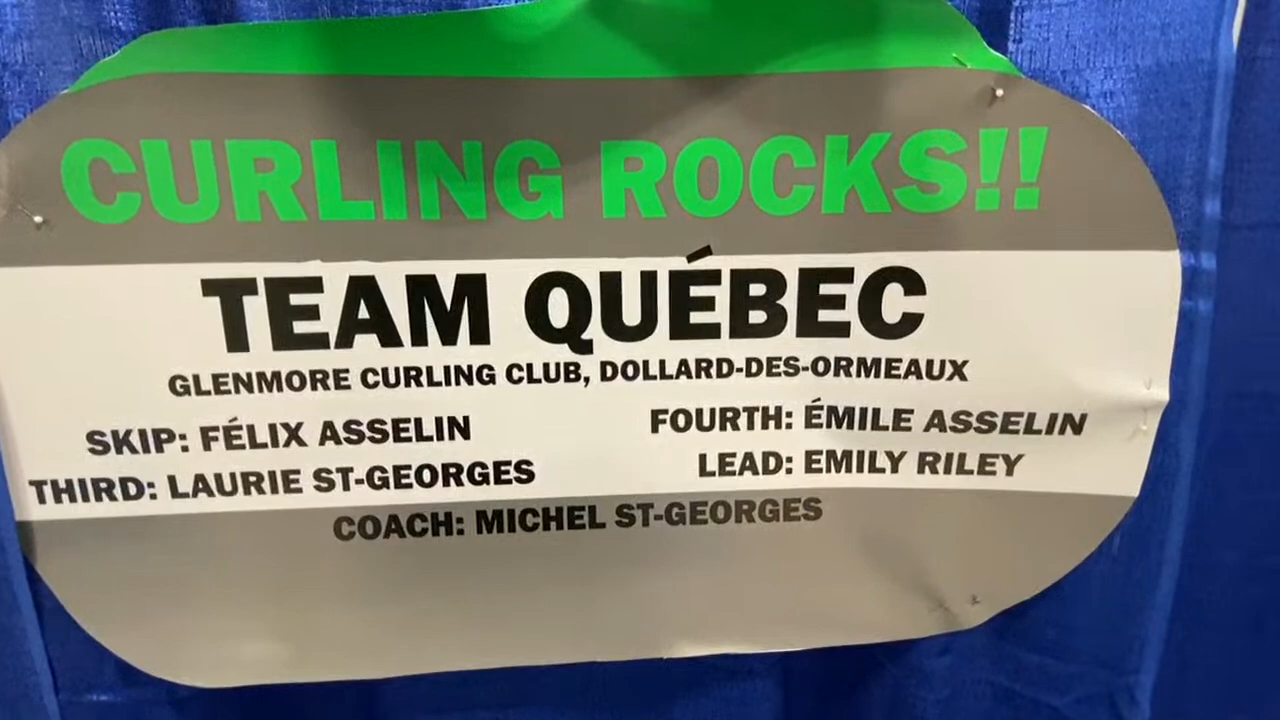 CURLING ROCKS!!
TEAM QUÉBEC
GLENMORE CURLING CLUB, DOLLARD-DES-ORMEAUX
SKIP: FÉLIX ASSELIN
FOURTH: ÉMILE ASSELIN
THIRD: LAURIE ST-GEORGES
LEAD: EMILY RILEY
COACH: MICHEL ST-GEORGES